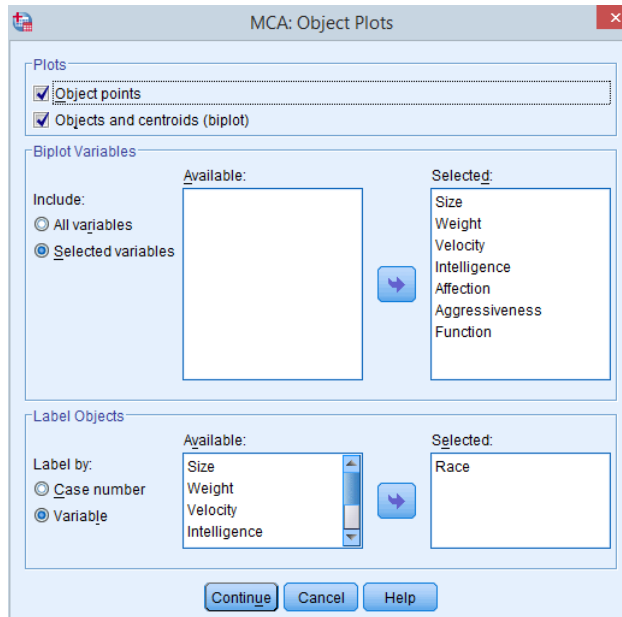 MCA: Object Plots
Plots
Object points
Objects and centroids (biplot)
Biplot Variables
Include:
All variables
Selected variables
Available:
Selected:
Size
Weight
Velocity
Intelligence
Affection
Aggressiveness
Function
Label Objects
Label by:
Case number
Variable
Available:
Size
Weight
Velocity
Intelligence
Selected:
Race
Continue Cancel Help